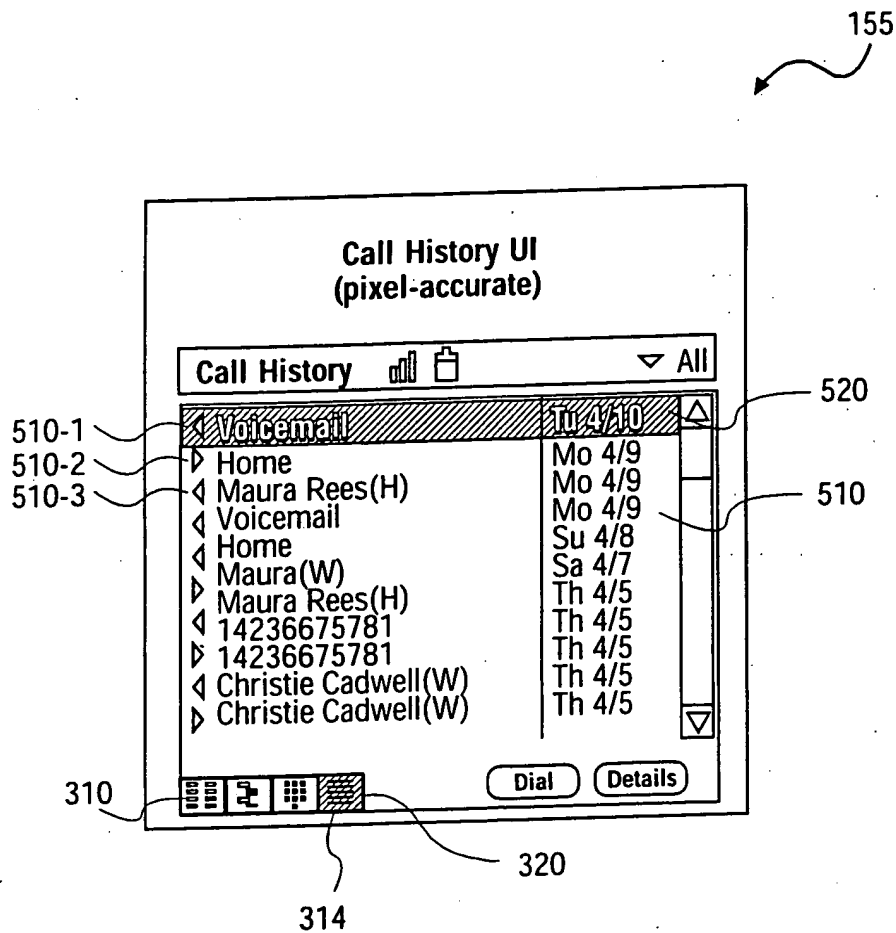 155
Call History UI
(pixel-accurate)
Call History All
510-1 Voicemail Tu 4/10 520
510-2 Home Mo 4/9
510-3 Maura Rees(H) Mo 4/9 510
Voicemail Mo 4/9
Home Su 4/8
Maura(W) Sa 4/7
Maura Rees(H) Th 4/5
14236675781 Th 4/5
14236675781 Th 4/5
Christie Cadwell(W) Th 4/5
Christie Cadwell(W) Th 4/5
310 Dial Details
320
314